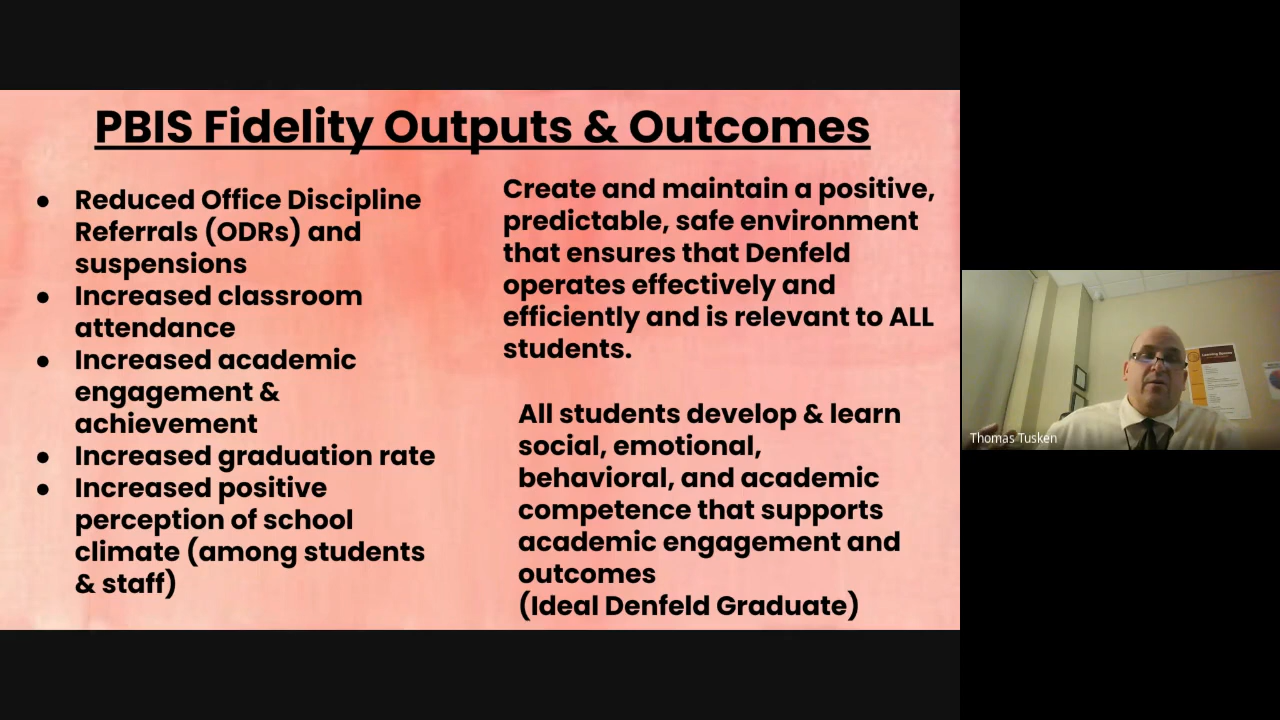 PBIS Fidelity Outputs & Outcomes
● Reduced Office Discipline
Referrals (ODRs) and
suspensions
● Increased classroom
attendance
● Increased academic
engagement &
achievement
● Increased graduation rate
● Increased positive
perception of school
climate (among students
& staff)
Create and maintain a positive,
predictable, safe environment
that ensures that Denfeld
operates effectively and
efficiently and is relevant to ALL
students.
All students develop & learn
social, emotional,
behavioral, and academic
competence that supports
academic engagement and
outcomes
(Ideal Denfeld Graduate)
Thomas Tusken